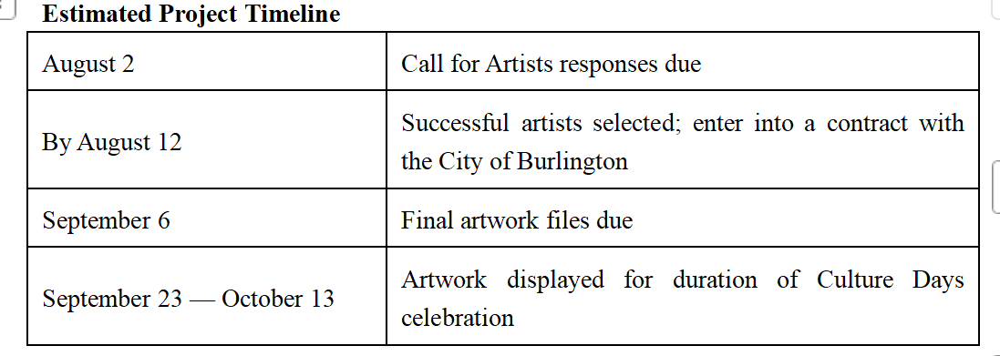 Estimated Project Timeline
August 2
Call for Artists responses due
By August 12
Successful artists selected; enter into a contract with
the City of Burlington
September 6
Final artwork files due
September 23 — October 13
Artwork displayed for duration of Culture Days
celebration